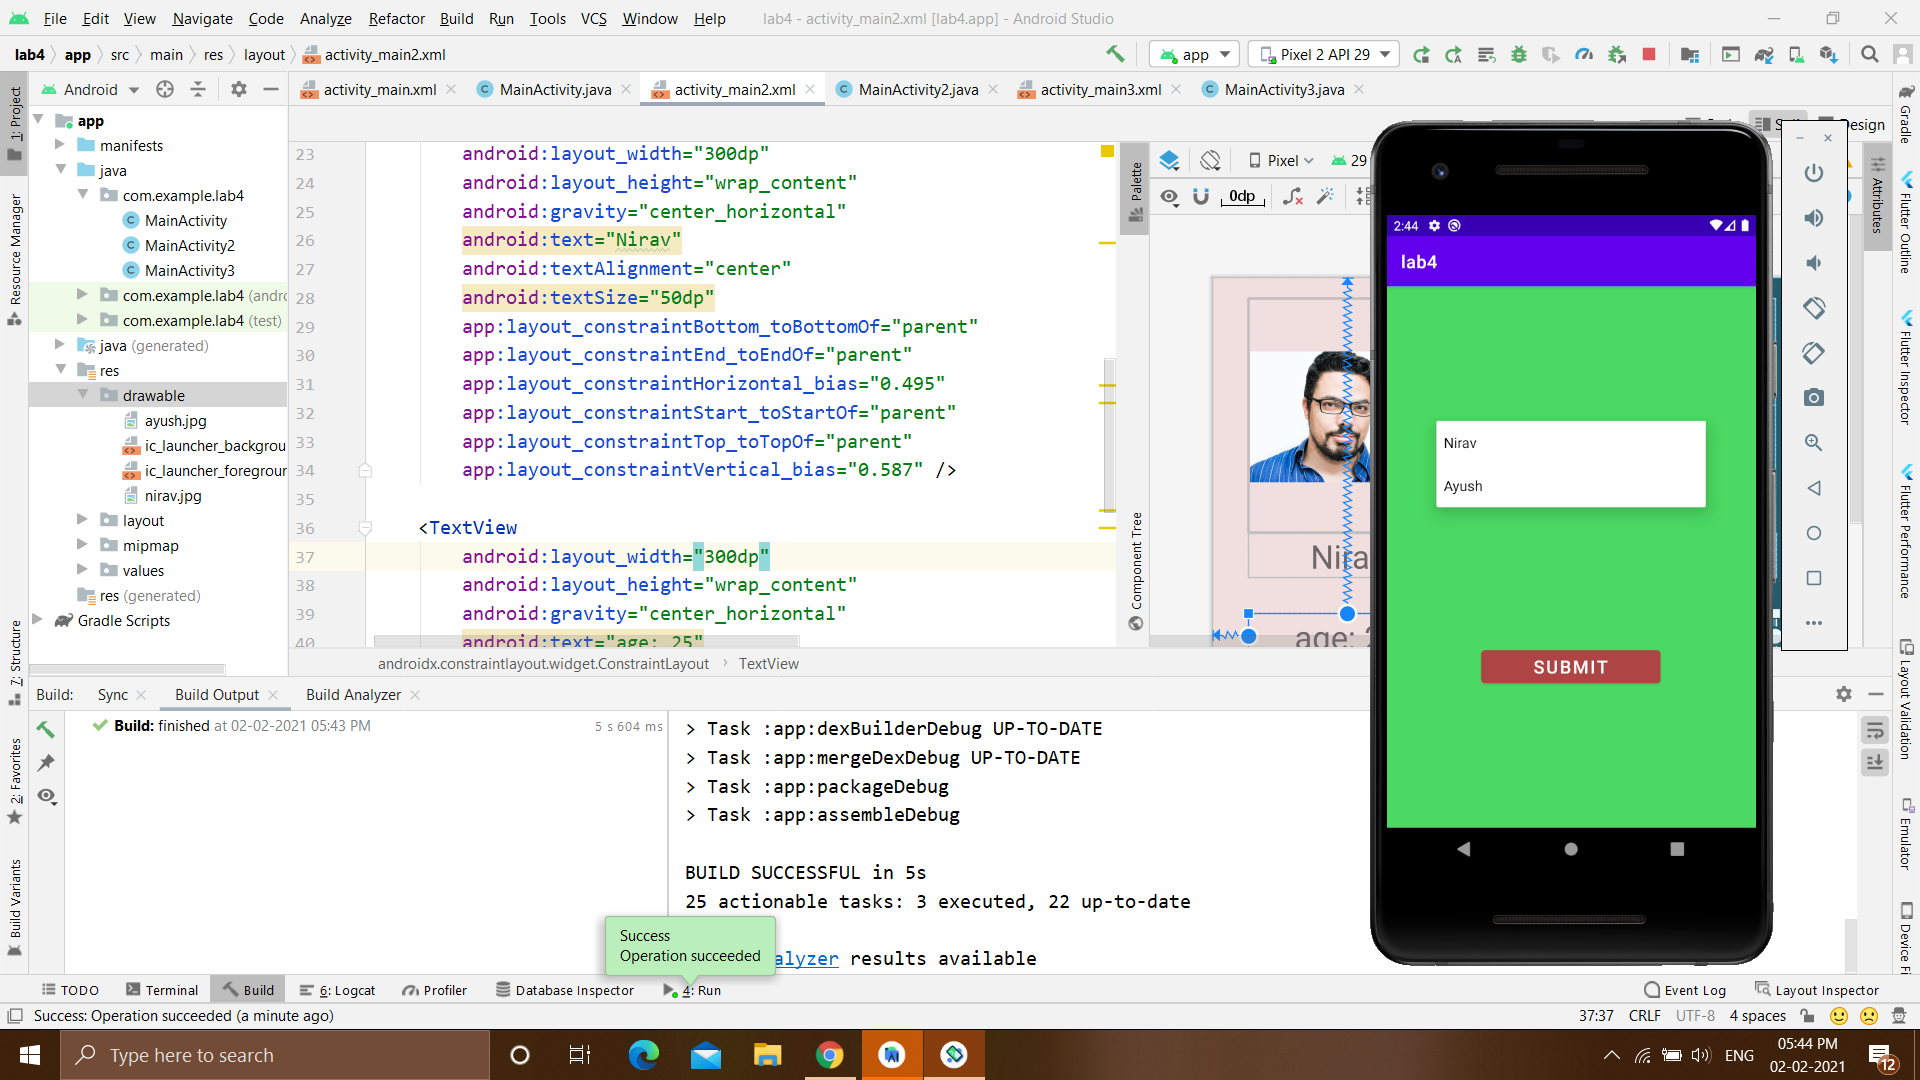 File Edit View Navigate Code Analyze Refactor Build Run Tools VCS Window Help lab4 - activity_main2.xml [lab4.app] - Android Studio
lab4 app src main res layout activity_main2.xml
app Pixel 2 API 29
1: Project
Resource Manager
7: Structure
2: Favorites
Build Variants
Android
app
manifests
java
com.example.lab4
MainActivity
MainActivity2
MainActivity3
com.example.lab4 (andro
com.example.lab4 (test)
java (generated)
res
drawable
ayush.jpg
ic_launcher_backgrou
ic_launcher_foregroun
nirav.jpg
layout
mipmap
values
res (generated)
Gradle Scripts
activity_main.xml MainActivity.java activity_main2.xml MainActivity2.java activity_main3.xml MainActivity3.java
Design
23 android:layout_width="300dp"
24 android:layout_height="wrap_content"
25 android:gravity="center_horizontal"
26 android:text="Nirav"
27 android:textAlignment="center"
28 android:textSize="50dp"
29 app:layout_constraintBottom_toBottomOf="parent"
30 app:layout_constraintEnd_toEndOf="parent"
31 app:layout_constraintHorizontal_bias="0.495"
32 app:layout_constraintStart_toStartOf="parent"
33 app:layout_constraintTop_toTopOf="parent"
34 app:layout_constraintVertical_bias="0.587" />
35
36 <TextView
37 android:layout_width="300dp"
38 android:layout_height="wrap_content"
39 android:gravity="center_horizontal"
40 android:text="age: 25"
androidx.constraintlayout.widget.ConstraintLayout TextView
Palette
Component Tree
Pixel 29
0dp
Nira
age:
2:44
lab4
Nirav
Ayush
SUBMIT
Attributes
Gradle
Flutter Outline
Flutter Inspector
Flutter Performance
Layout Validation
Emulator
Device Fi
Build: Sync Build Output Build Analyzer
Build: finished at 02-02-2021 05:43 PM 5 s 604 ms
> Task :app:dexBuilderDebug UP-TO-DATE
> Task :app:mergeDexDebug UP-TO-DATE
> Task :app:packageDebug
> Task :app:assembleDebug
BUILD SUCCESSFUL in 5s
25 actionable tasks: 3 executed, 22 up-to-date
alyzer results available
Success
Operation succeeded
TODO Terminal Build 6: Logcat Profiler Database Inspector 4: Run Event Log Layout Inspector
Success: Operation succeeded (a minute ago) 37:37 CRLF UTF-8 4 spaces
Type here to search
ENG 05:44 PM
02-02-2021
12